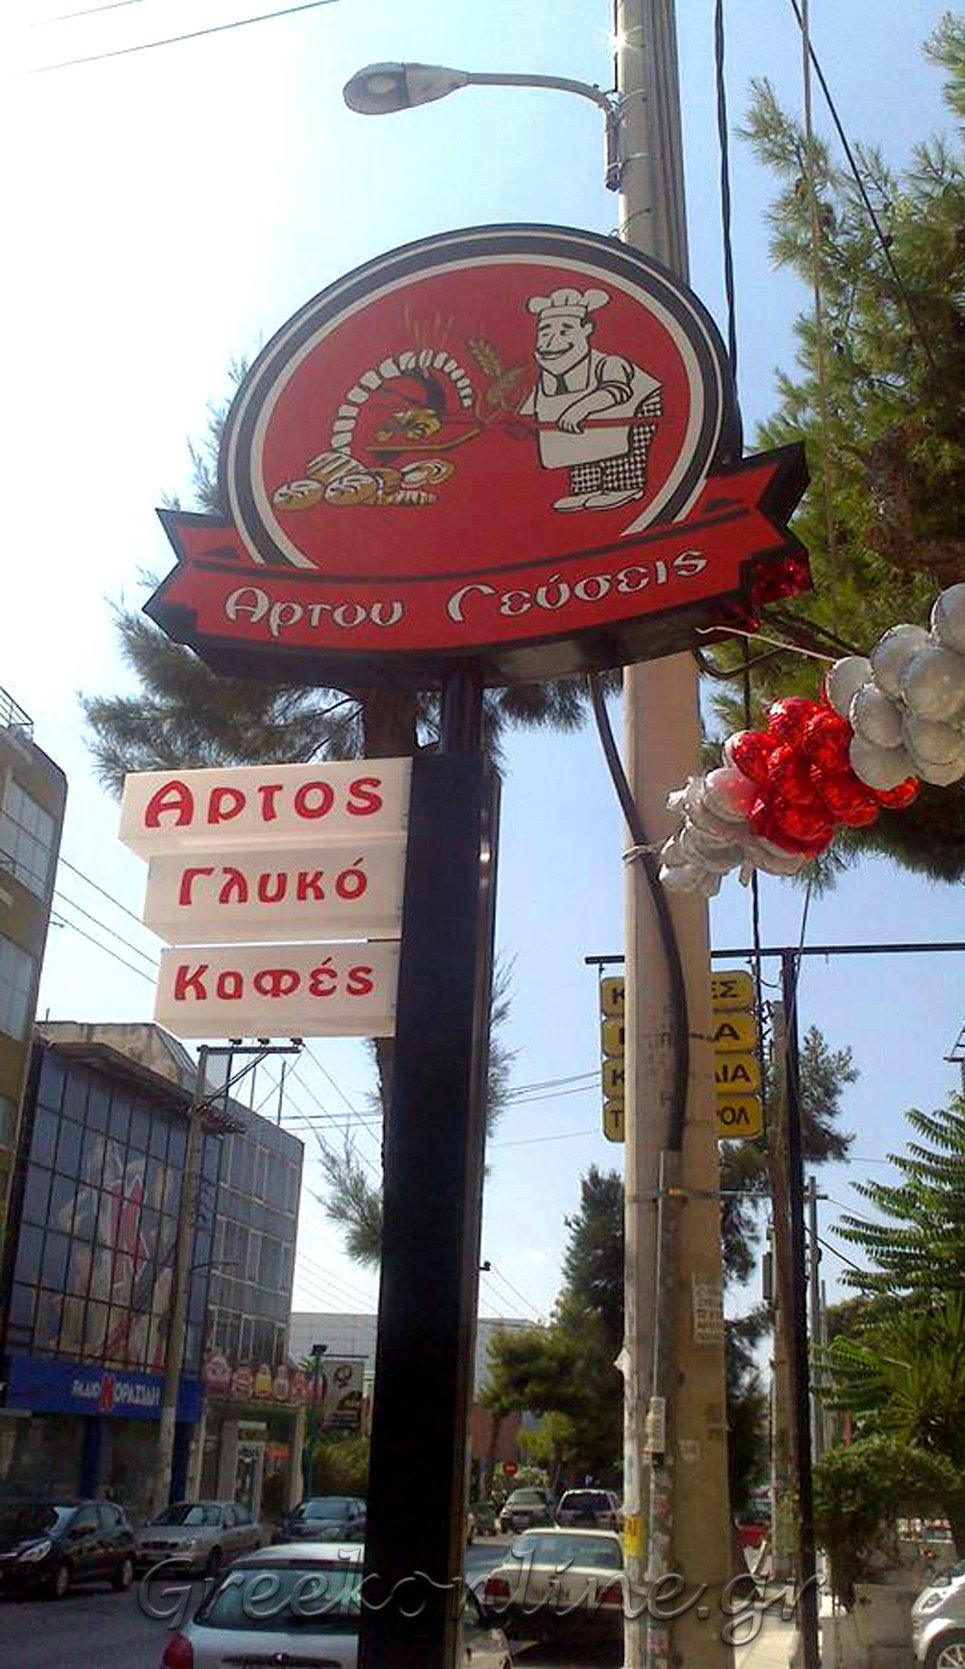 Αρτου Γεύσεις
Αρτος
Γλυκό
Καφές
Greekonline.gr